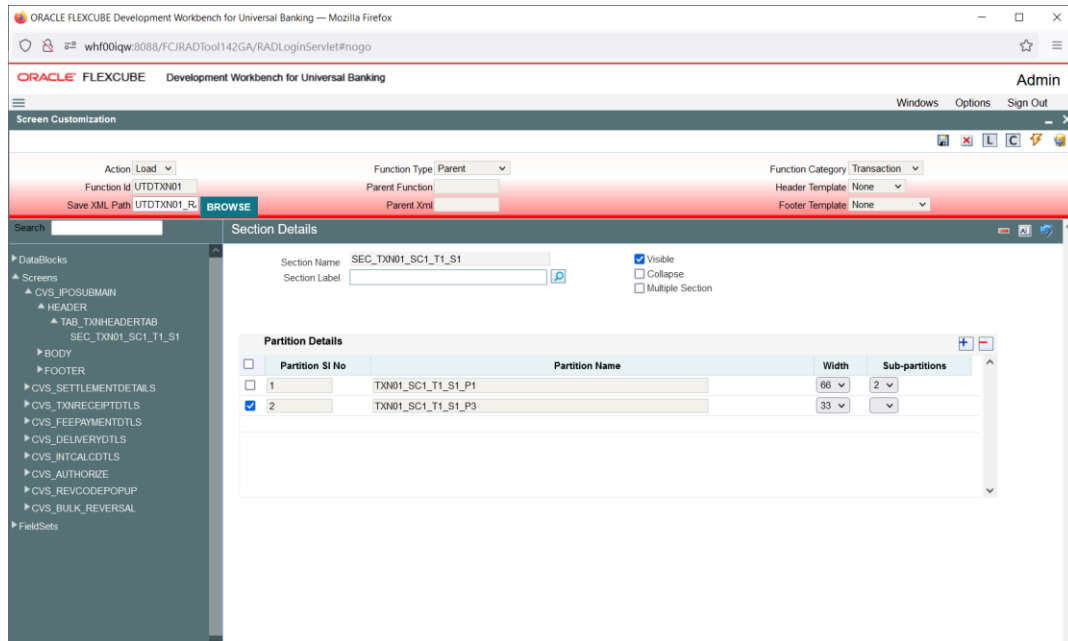 ORACLE FLEXCUBE Development Workbench for Universal Banking — Mozilla Firefox
whf00iqw:8088/FCJRADTool142GA/RADLoginServlet#nogo
ORACLE® FLEXCUBE Development Workbench for Universal Banking Admin
Windows Options Sign Out
Screen Customization
L C
Action Load Function Type Parent Function Category Transaction
Function Id UTDTXN01 Parent Function Header Template None
Save XML Path UTDTXN01_R BROWSE Parent Xml Footer Template None
Search Section Details
DataBlocks
Screens
CVS_IPOSUBMAIN
HEADER
TAB_TXNHEADERTAB
SEC_TXN01_SC1_T1_S1
BODY
FOOTER
CVS_SETTLEMENTDETAILS
CVS_TXNRECEIPTDTLS
CVS_FEEPAYMENTDTLS
CVS_DELIVERYDTLS
CVS_INTCALCDTLS
CVS_AUTHORIZE
CVS_REVCODEPOPUP
CVS_BULK_REVERSAL
FieldSets
Section Name SEC_TXN01_SC1_T1_S1 Visible
Section Label Collapse
Multiple Section
Partition Details
Partition Sl No Partition Name Width Sub-partitions
1 TXN01_SC1_T1_S1_P1 66 2
2 TXN01_SC1_T1_S1_P3 33